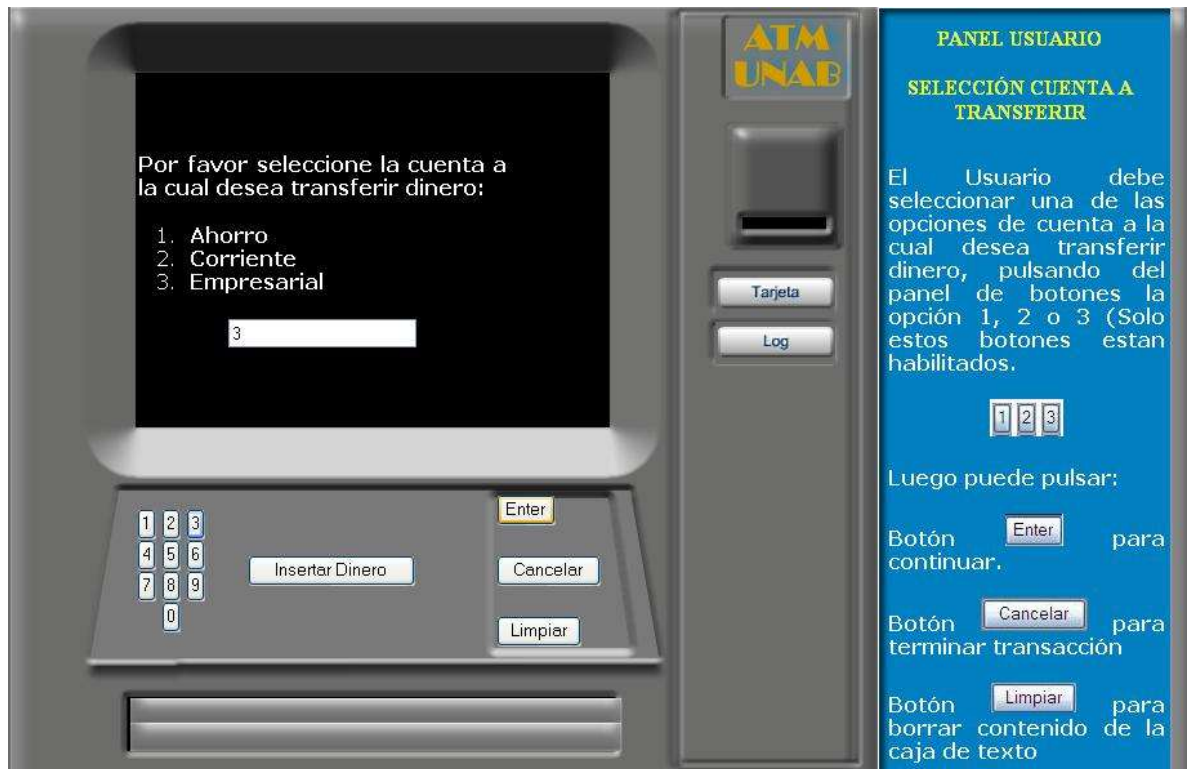 ATM
UNAB
Por favor seleccione la cuenta a
la cual desea transferir dinero:
1. Ahorro
2. Corriente
3. Empresarial
3
Tarjeta
Log
1 2 3
4 5 6
7 8 9
0
Insertar Dinero
Enter
Cancelar
Limpiar
PANEL USUARIO
SELECCIÓN CUENTA A
TRANSFERIR
El Usuario debe
seleccionar una de las
opciones de cuenta a la
cual desea transferir
dinero, pulsando del
panel de botones la
opción 1, 2 o 3 (Solo
estos botones estan
habilitados.
1 2 3
Luego puede pulsar:
Botón Enter para
continuar.
Botón Cancelar para
terminar transacción
Botón Limpiar para
borrar contenido de la
caja de texto